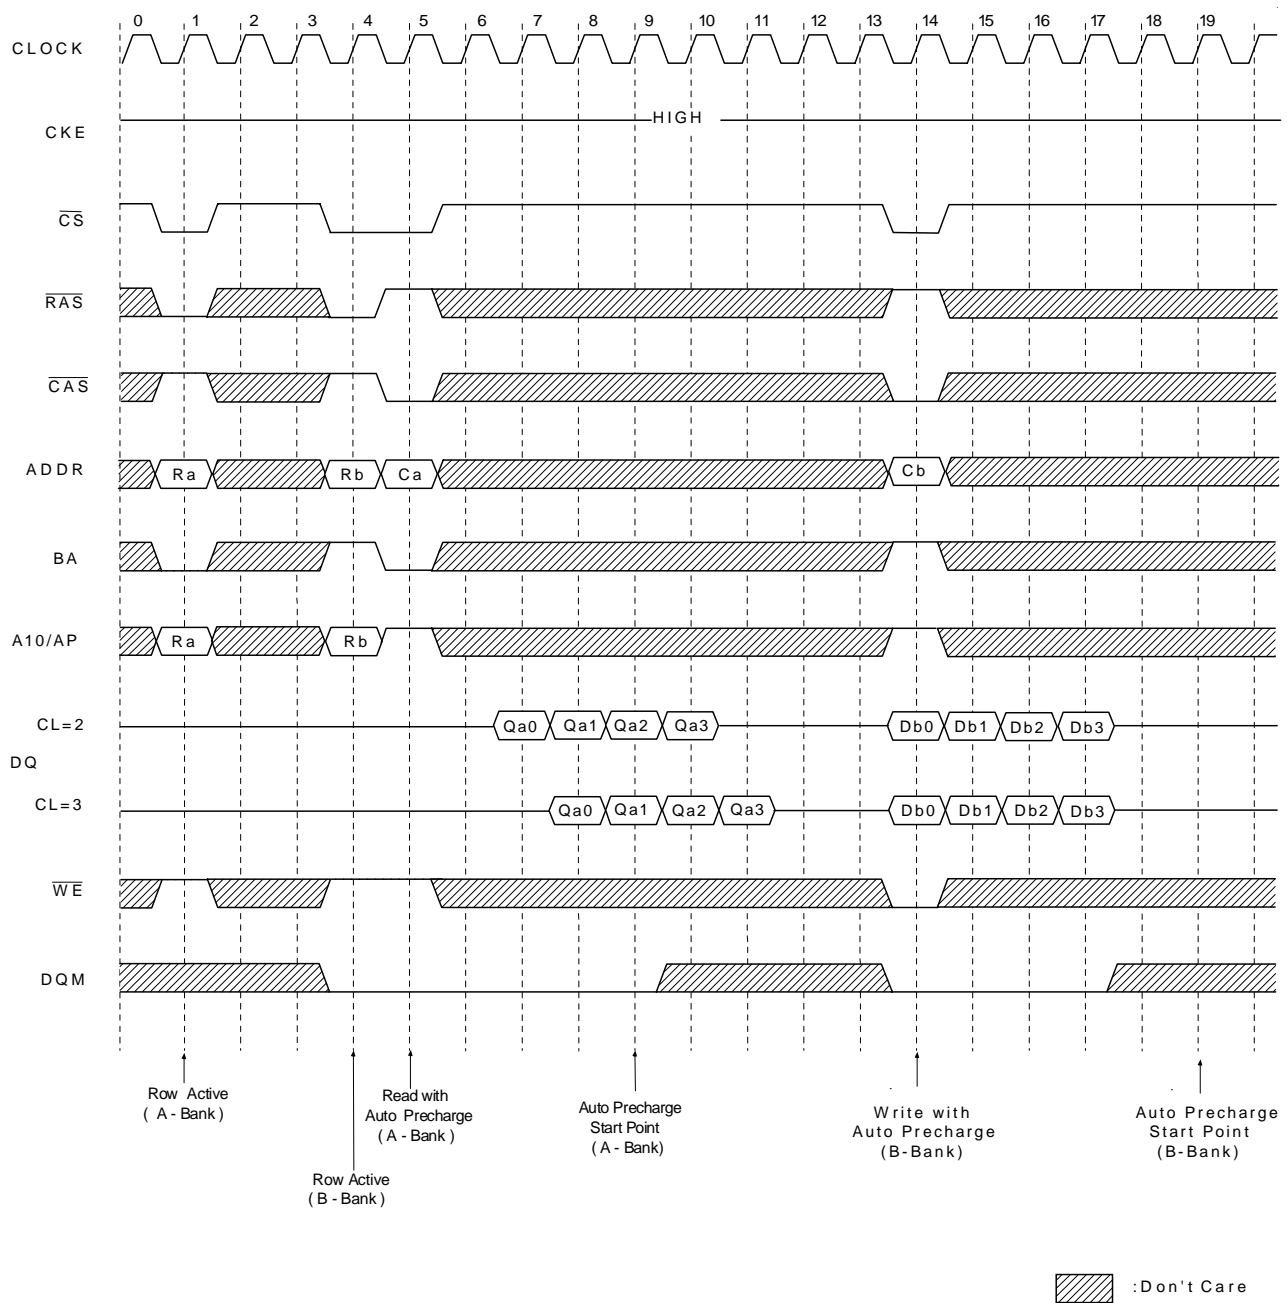 0 1 2 3 4 5 6 7 8 9 10 11 12 13 14 15 16 17 18 19
CLOCK
CKE
HIGH
CS
RAS
CAS
ADDR
Ra Rb Ca Cb
BA
A10/AP
Ra Rb
CL=2
Qa0 Qa1 Qa2 Qa3 Db0 Db1 Db2 Db3
DQ
CL=3
Qa0 Qa1 Qa2 Qa3 Db0 Db1 Db2 Db3
WE
DQM
Row Active
( A - Bank )
Row Active
( B - Bank )
Read with
Auto Precharge
( A - Bank )
Auto Precharge
Start Point
( A - Bank)
Write with
Auto Precharge
(B-Bank)
Auto Precharge
Start Point
(B-Bank)
:Don't Care